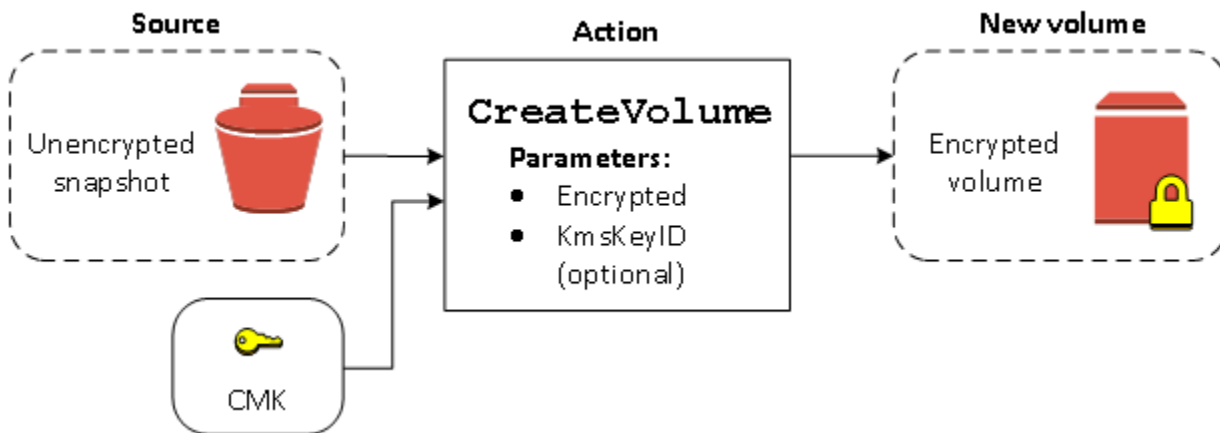 Source
Unencrypted
snapshot
CMK
Action
CreateVolume
Parameters:
● Encrypted
● KmsKeyID
(optional)
New volume
Encrypted
volume